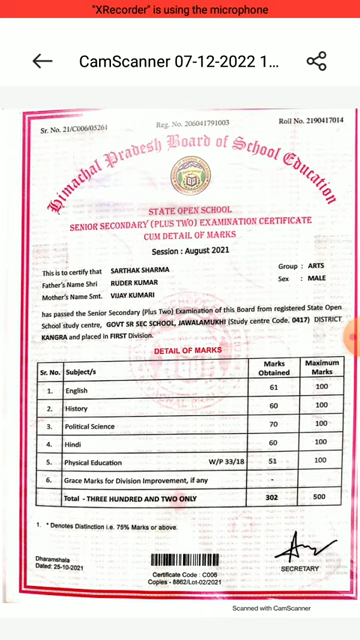 "XRecorder" is using the microphone
CamScanner 07-12-2022 1...
Sr. No. 21/C006/05261
Reg. No. 206041791003
Roll No. 2190417014
Himachal Pradesh Board of School Education
STATE OPEN SCHOOL
SENIOR SECONDARY (PLUS TWO) EXAMINATION CERTIFICATE
CUM DETAIL OF MARKS
Session : August 2021
This is to certify that SARTHAK SHARMA Group : ARTS
Father's Name Shri RUDER KUMAR Sex : MALE
Mother's Name Smt. VIJAY KUMARI
has passed the Senior Secondary (Plus Two) Examination of this Board from registered State Open
School study centre, GOVT SR SEC SCHOOL, JAWALAMUKHI (Study centre Code. 0417) DISTRICT
KANGRA and placed in FIRST Division.
DETAIL OF MARKS
Sr. No. Subject/s Marks Obtained Maximum Marks
1. English 61 100
2. History 60 100
3. Political Science 70 100
4. Hindi 60 100
5. Physical Education W/P 33/18 51 100
6. Grace Marks for Division Improvement, if any -
Total - THREE HUNDRED AND TWO ONLY 302 500
1. * Denotes Distinction i.e. 75% Marks or above.
Dharamshala
Dated: 25-10-2021
Certificate Code : C006
Copies - 8862/Lot-02/2021
SECRETARY
Scanned with CamScanner